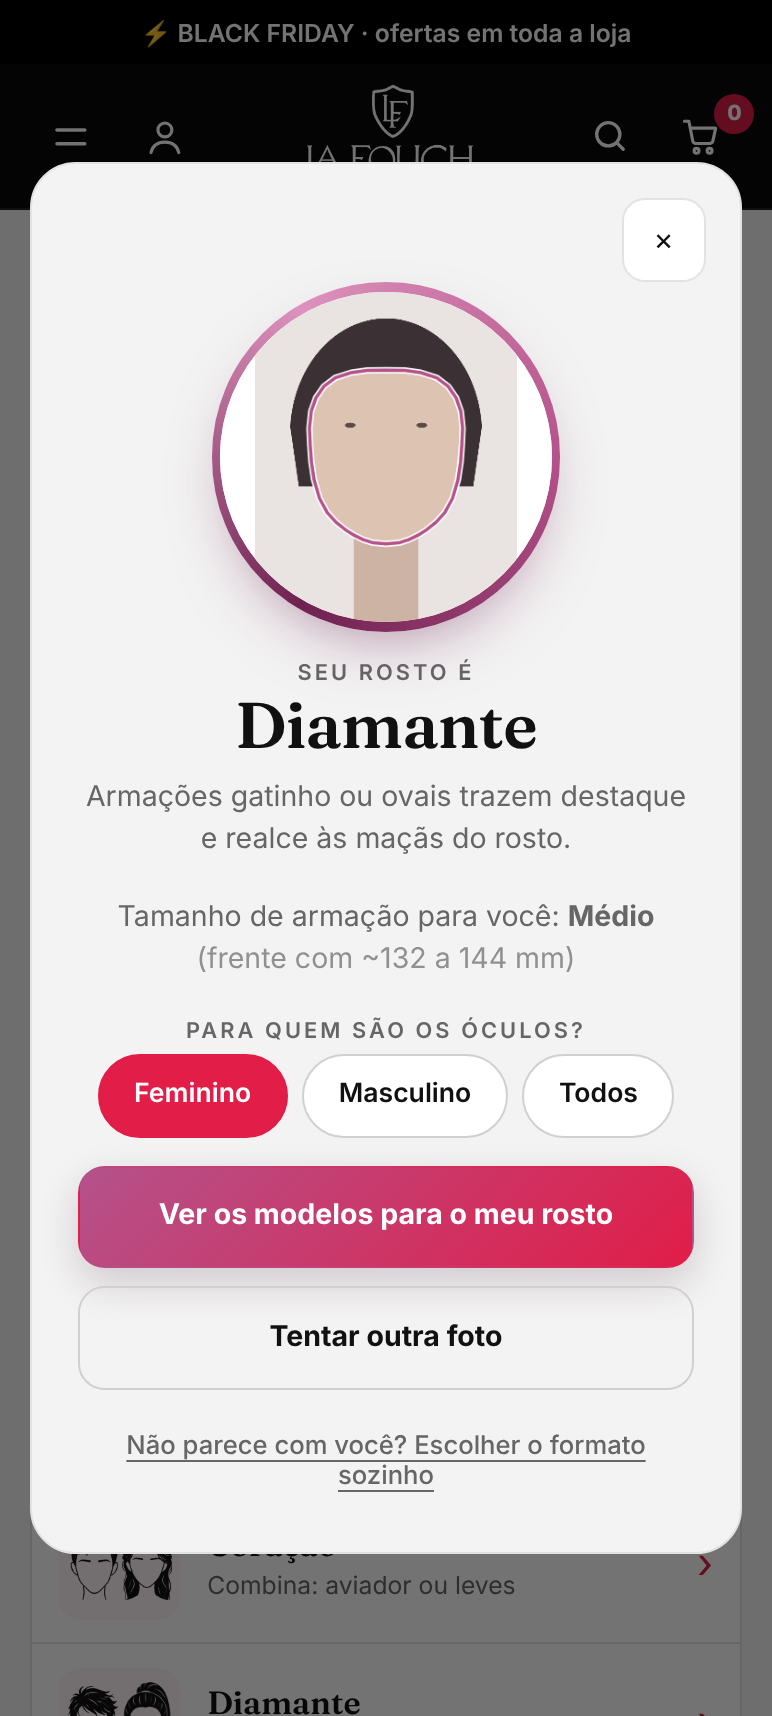 ⚡ BLACK FRIDAY · ofertas em toda a loja
LF
0
×
SEU ROSTO É
Diamante
Armações gatinho ou ovais trazem destaque
e realce às maçãs do rosto.
Tamanho de armação para você: Médio
(frente com ~132 a 144 mm)
PARA QUEM SÃO OS ÓCULOS?
Feminino
Masculino
Todos
Ver os modelos para o meu rosto
Tentar outra foto
Não parece com você? Escolher o formato
sozinho
Coração
Combina: aviador ou leves
Diamante